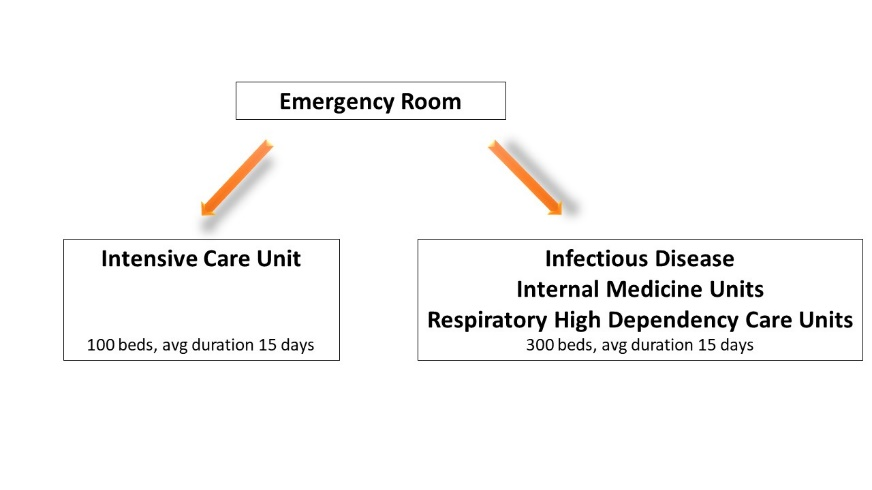 Emergency Room
Intensive Care Unit
100 beds, avg duration 15 days
Infectious Disease
Internal Medicine Units
Respiratory High Dependency Care Units
300 beds, avg duration 15 days